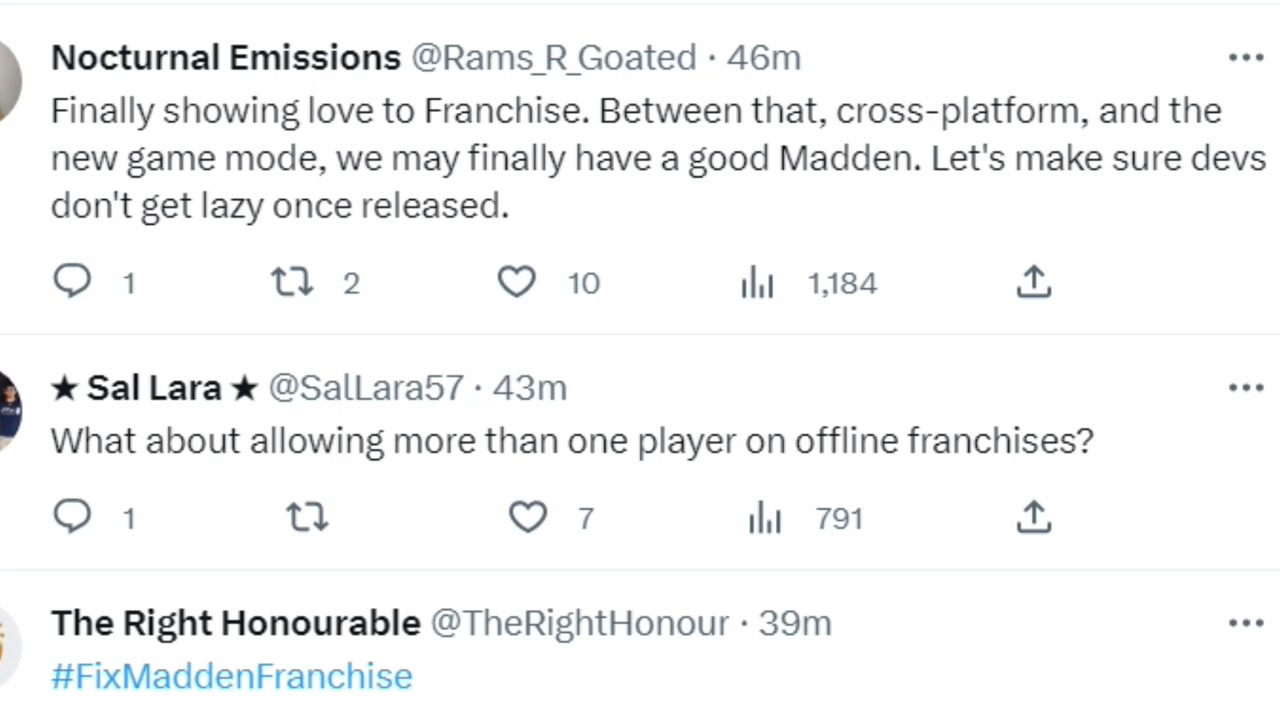 Nocturnal Emissions @Rams_R_Goated · 46m
Finally showing love to Franchise. Between that, cross-platform, and the
new game mode, we may finally have a good Madden. Let's make sure devs
don't get lazy once released.
1 2 10 1,184
★ Sal Lara ★ @SalLara57 · 43m
What about allowing more than one player on offline franchises?
1 7 791
The Right Honourable @TheRightHonour · 39m
#FixMaddenFranchise